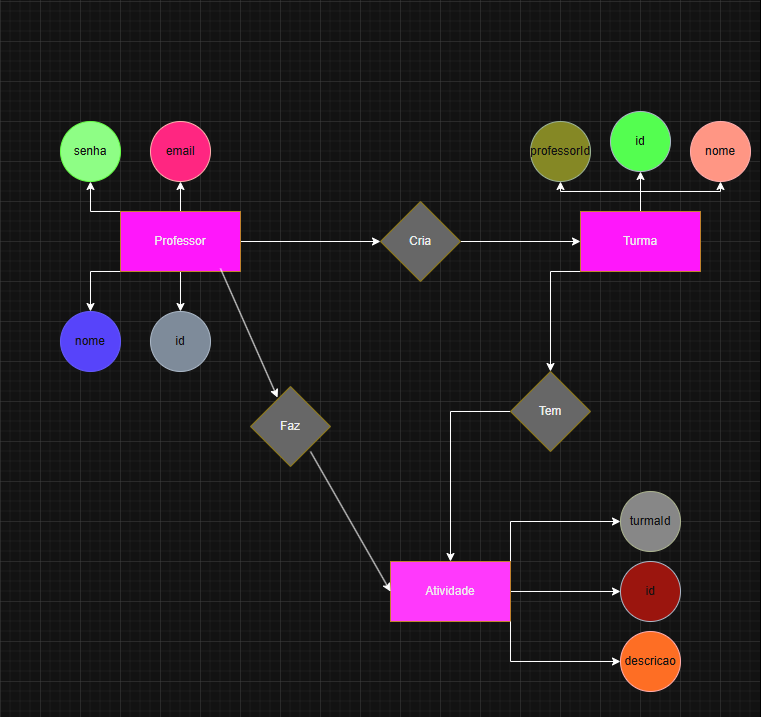 senha
email
professorId
id
nome
Professor
Cria
Turma
nome
id
Faz
Tem
turmaId
Atividade
id
descricao